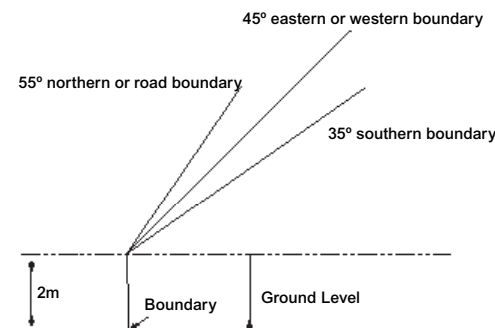 45º eastern or western boundary
55º northern or road boundary
35º southern boundary
2m
Boundary
Ground Level